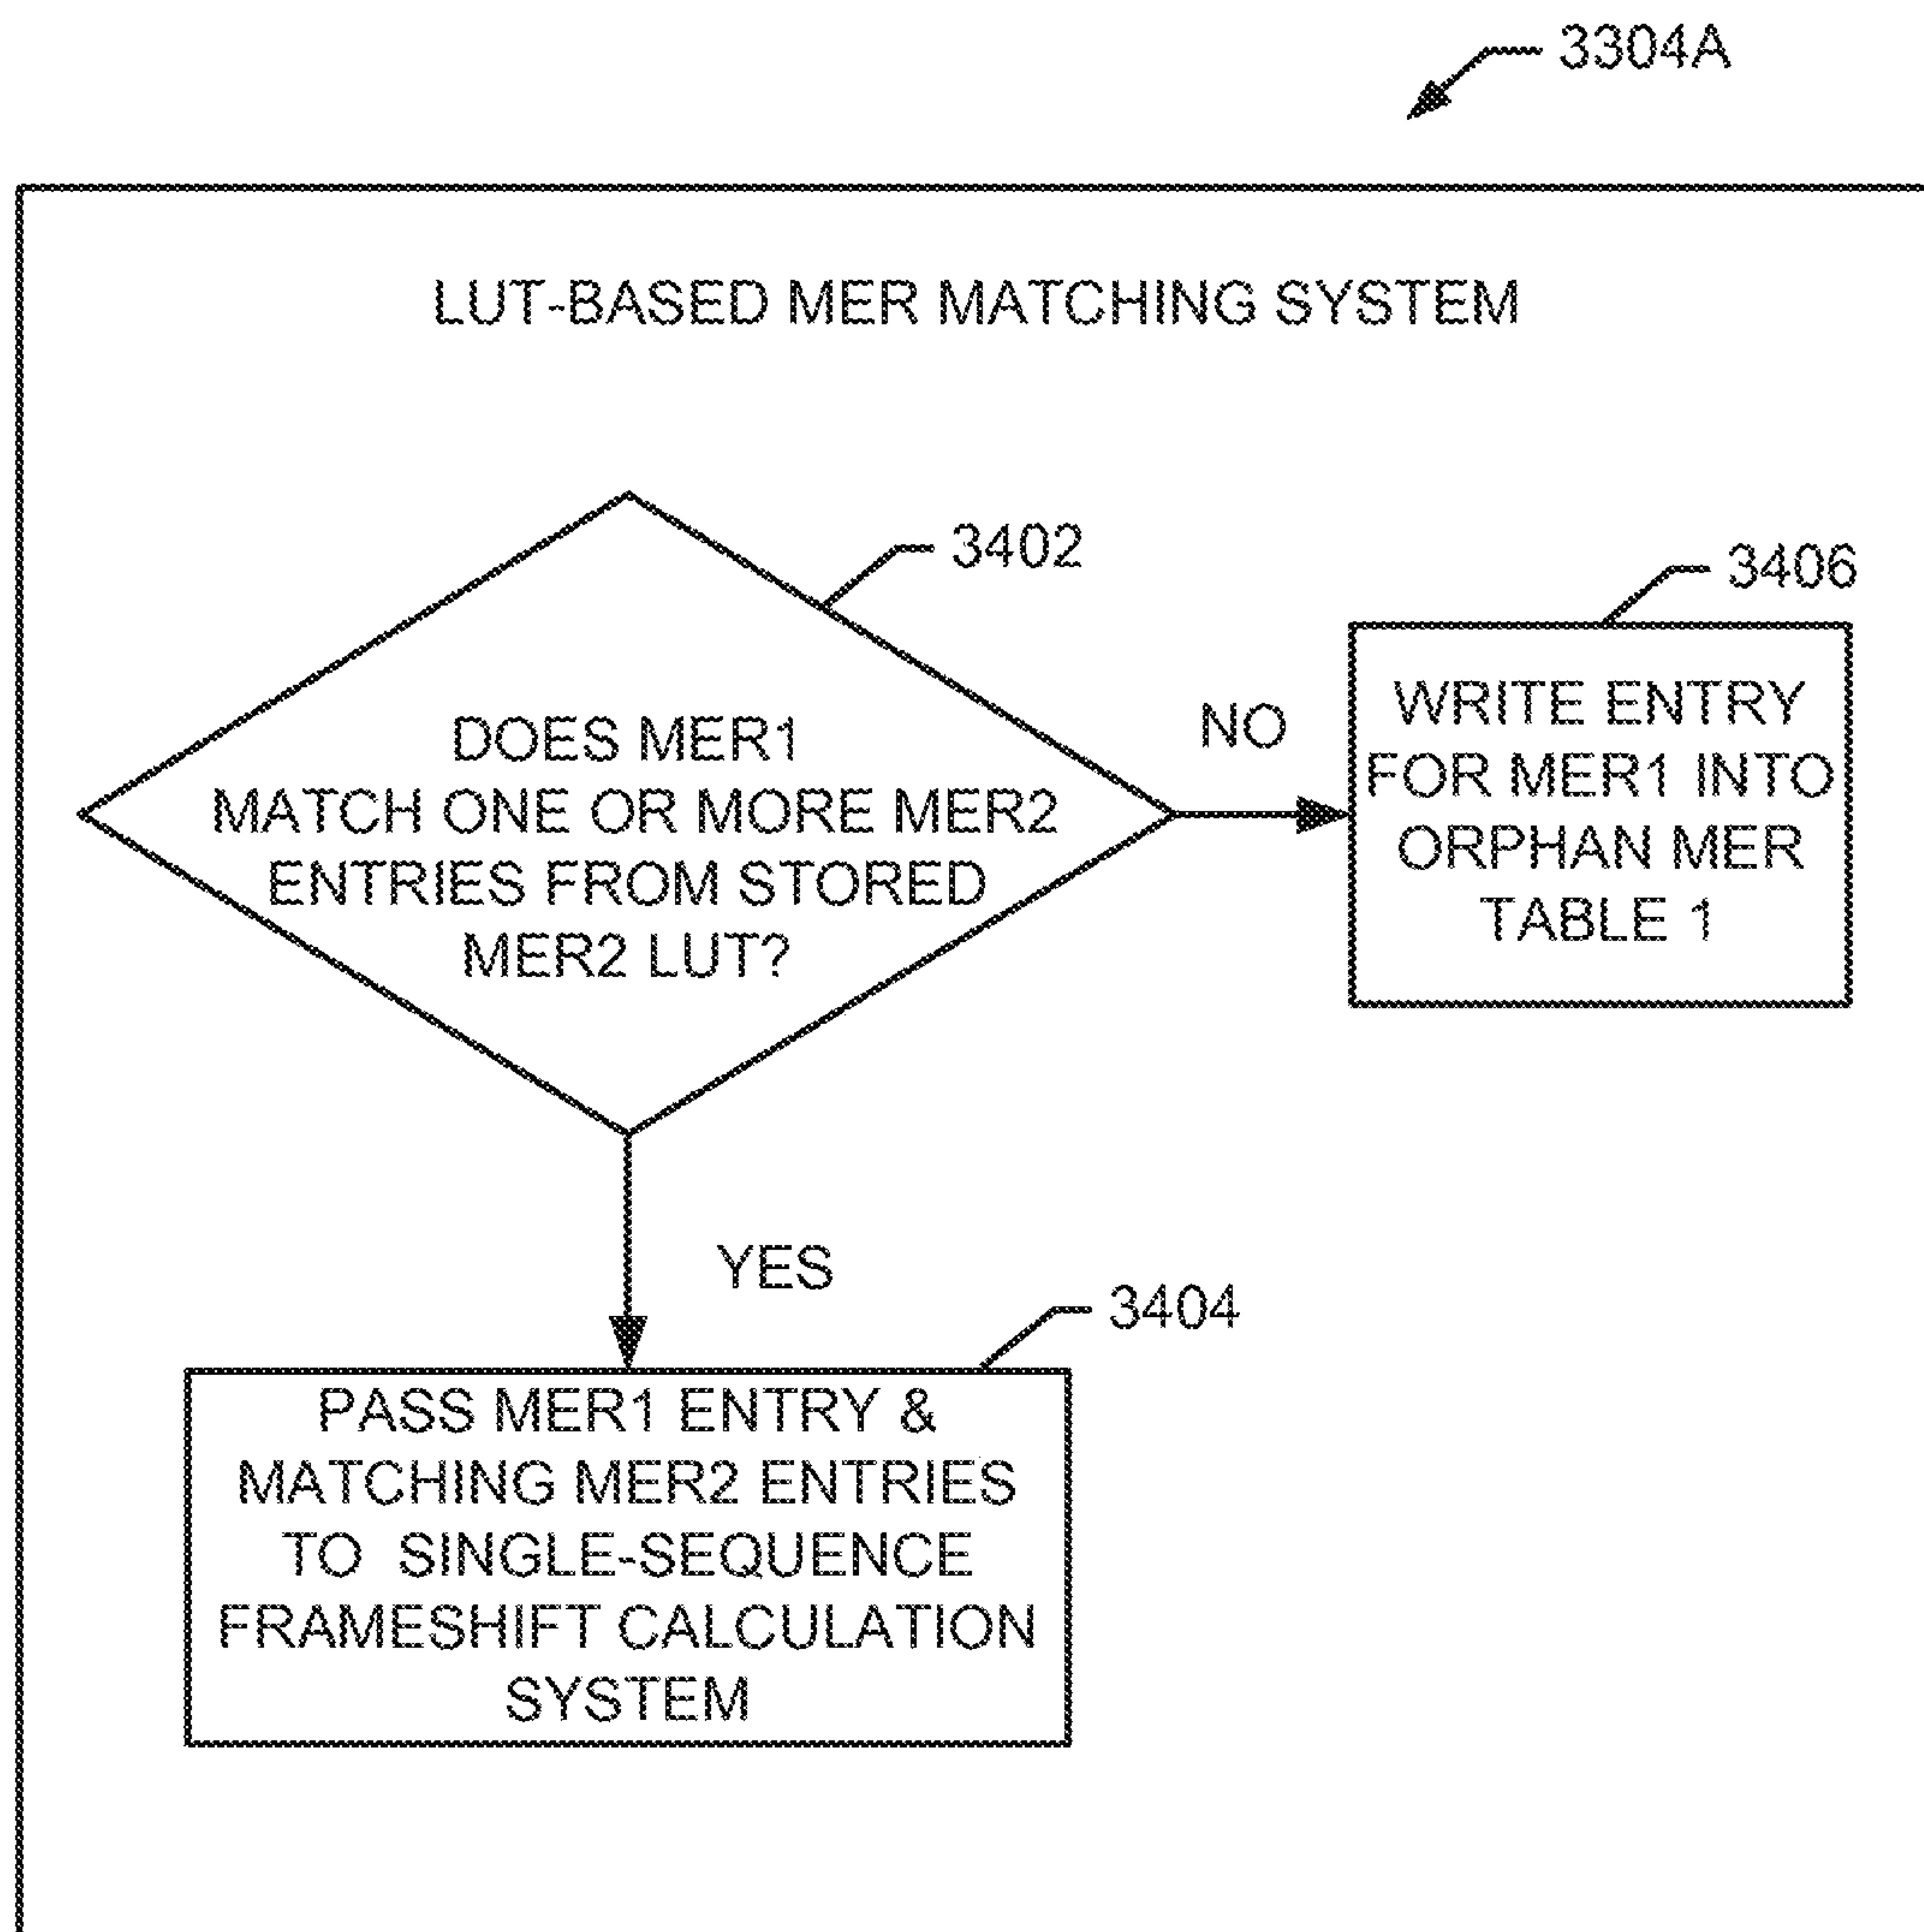 3304A
LUT-BASED MER MATCHING SYSTEM
3402
3406
DOES MER1
MATCH ONE OR MORE MER2
ENTRIES FROM STORED
MER2 LUT?
NO
WRITE ENTRY
FOR MER1 INTO
ORPHAN MER
TABLE 1
YES
3404
PASS MER1 ENTRY &
MATCHING MER2 ENTRIES
TO SINGLE-SEQUENCE
FRAMESHIFT CALCULATION
SYSTEM